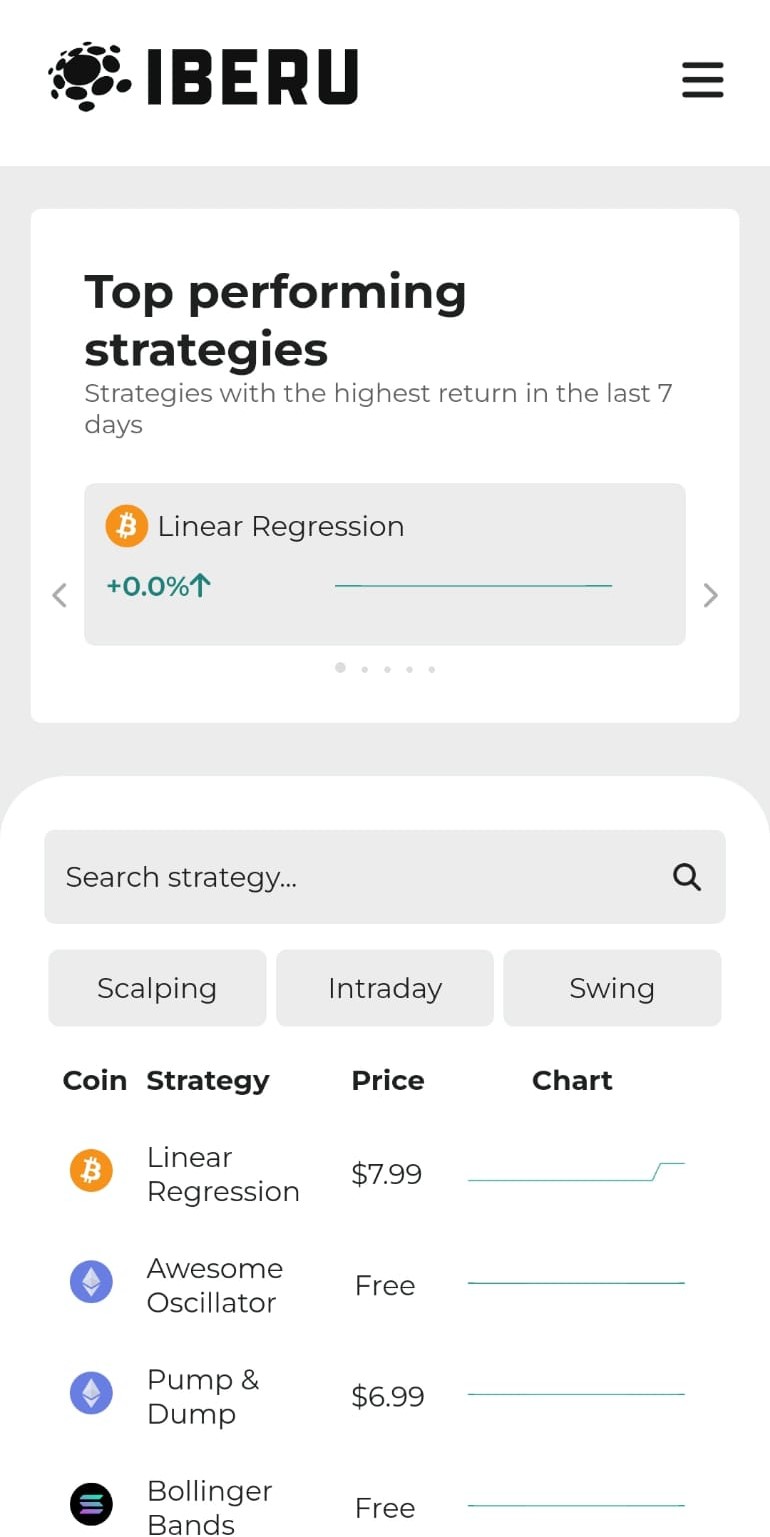 IBERU
Top performing
strategies
Strategies with the highest return in the last 7
days
Linear Regression
+0.0%↑
Search strategy...
Scalping Intraday Swing
Coin Strategy Price Chart
Linear
Regression
$7.99
Awesome
Oscillator
Free
Pump &
Dump
$6.99
Bollinger
Bands
Free